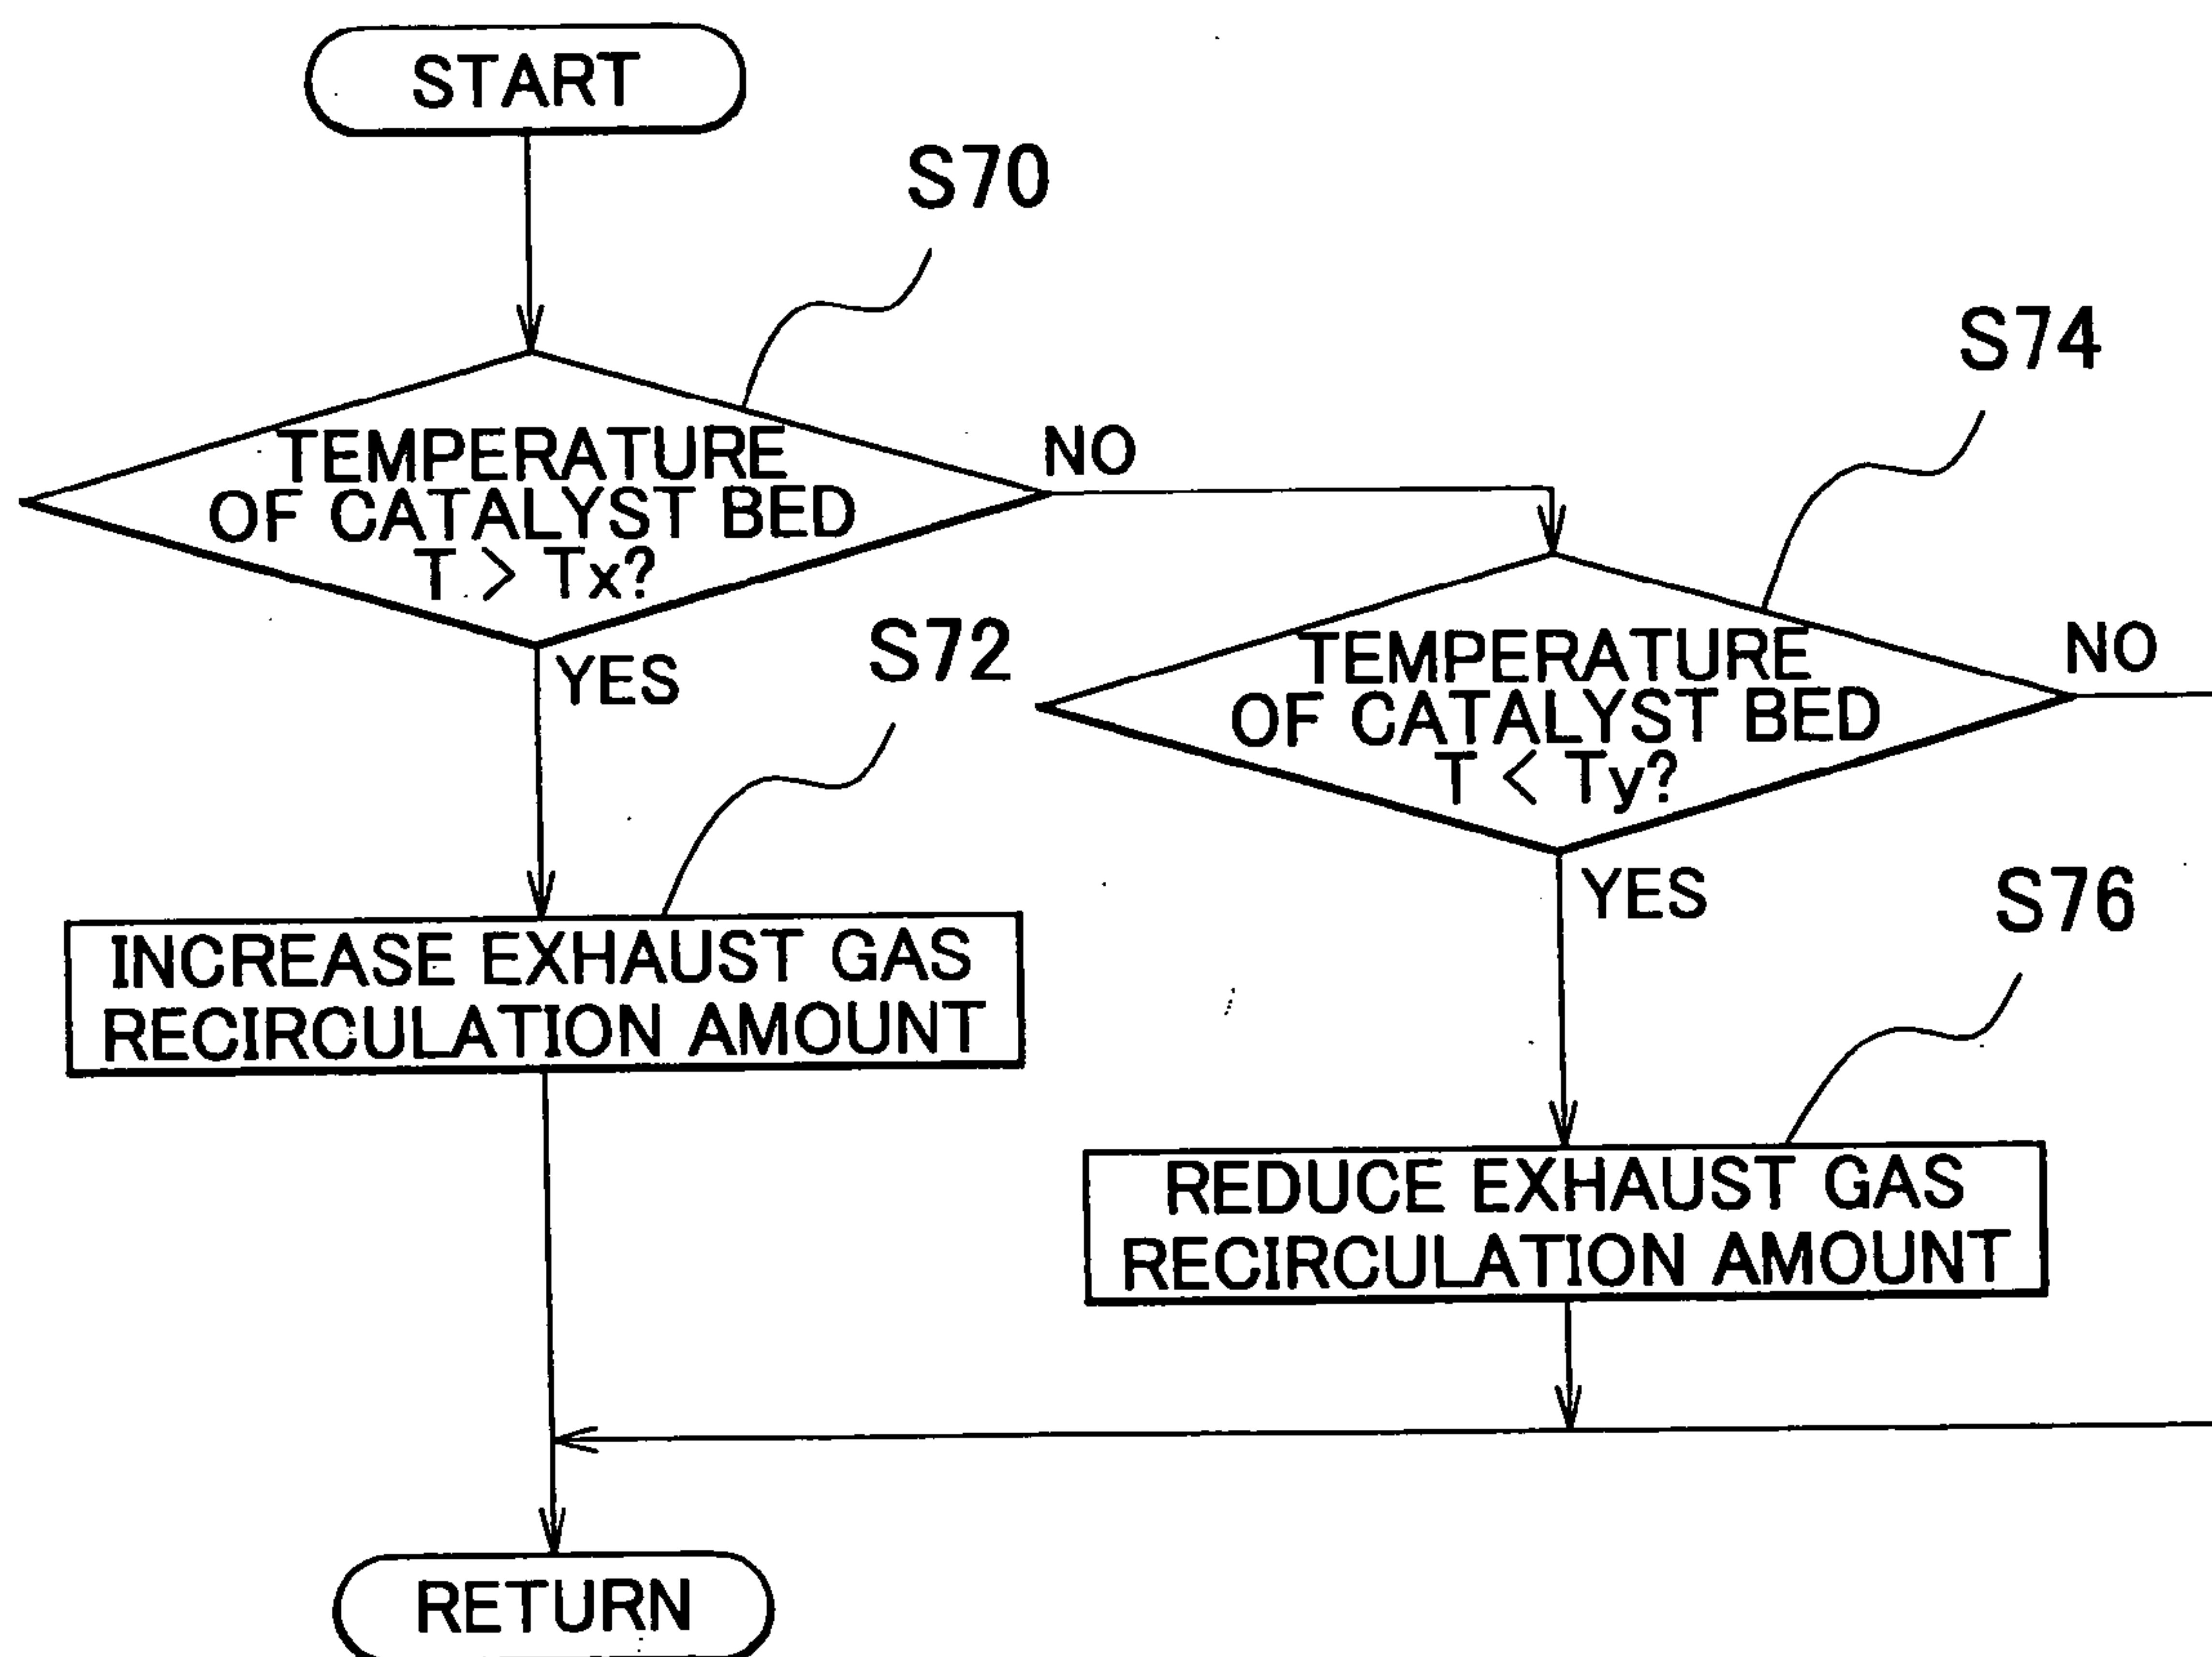 START
S70
TEMPERATURE
OF CATALYST BED
T > Tx?
NO
YES
S72
INCREASE EXHAUST GAS
RECIRCULATION AMOUNT
S74
TEMPERATURE
OF CATALYST BED
T < Ty?
NO
YES
S76
REDUCE EXHAUST GAS
RECIRCULATION AMOUNT
RETURN